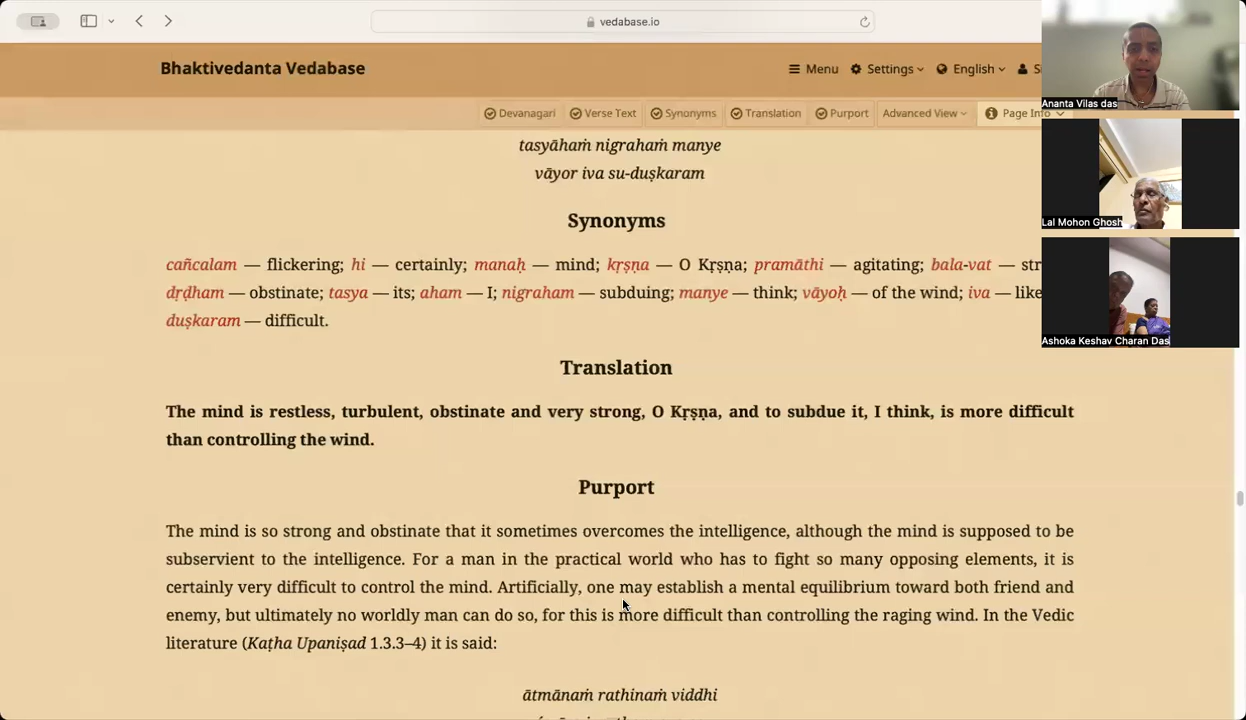 vedabase.io
Bhaktivedanta Vedabase
Menu Settings English
Devanagari Verse Text Synonyms Translation Purport Advanced View Page Info
Ananta Vilas das
Lal Mohon Ghosh
Ashoka Keshav Charan Das
tasyāhaṁ nigrahaṁ manye
vāyor iva su-duṣkaram
Synonyms
cañcalam — flickering; hi — certainly; manaḥ — mind; kṛṣṇa — O Kṛṣṇa; pramāthi — agitating; bala-vat —
dṛḍham — obstinate; tasya — its; aham — I; nigraham — subduing; manye — think; vāyoḥ — of the wind; iva — like
duṣkaram — difficult.
Translation
The mind is restless, turbulent, obstinate and very strong, O Kṛṣṇa, and to subdue it, I think, is more difficult
than controlling the wind.
Purport
The mind is so strong and obstinate that it sometimes overcomes the intelligence, although the mind is supposed to be
subservient to the intelligence. For a man in the practical world who has to fight so many opposing elements, it is
certainly very difficult to control the mind. Artificially, one may establish a mental equilibrium toward both friend and
enemy, but ultimately no worldly man can do so, for this is more difficult than controlling the raging wind. In the Vedic
literature (Kaṭha Upaniṣad 1.3.3–4) it is said:
ātmānaṁ rathinaṁ viddhi